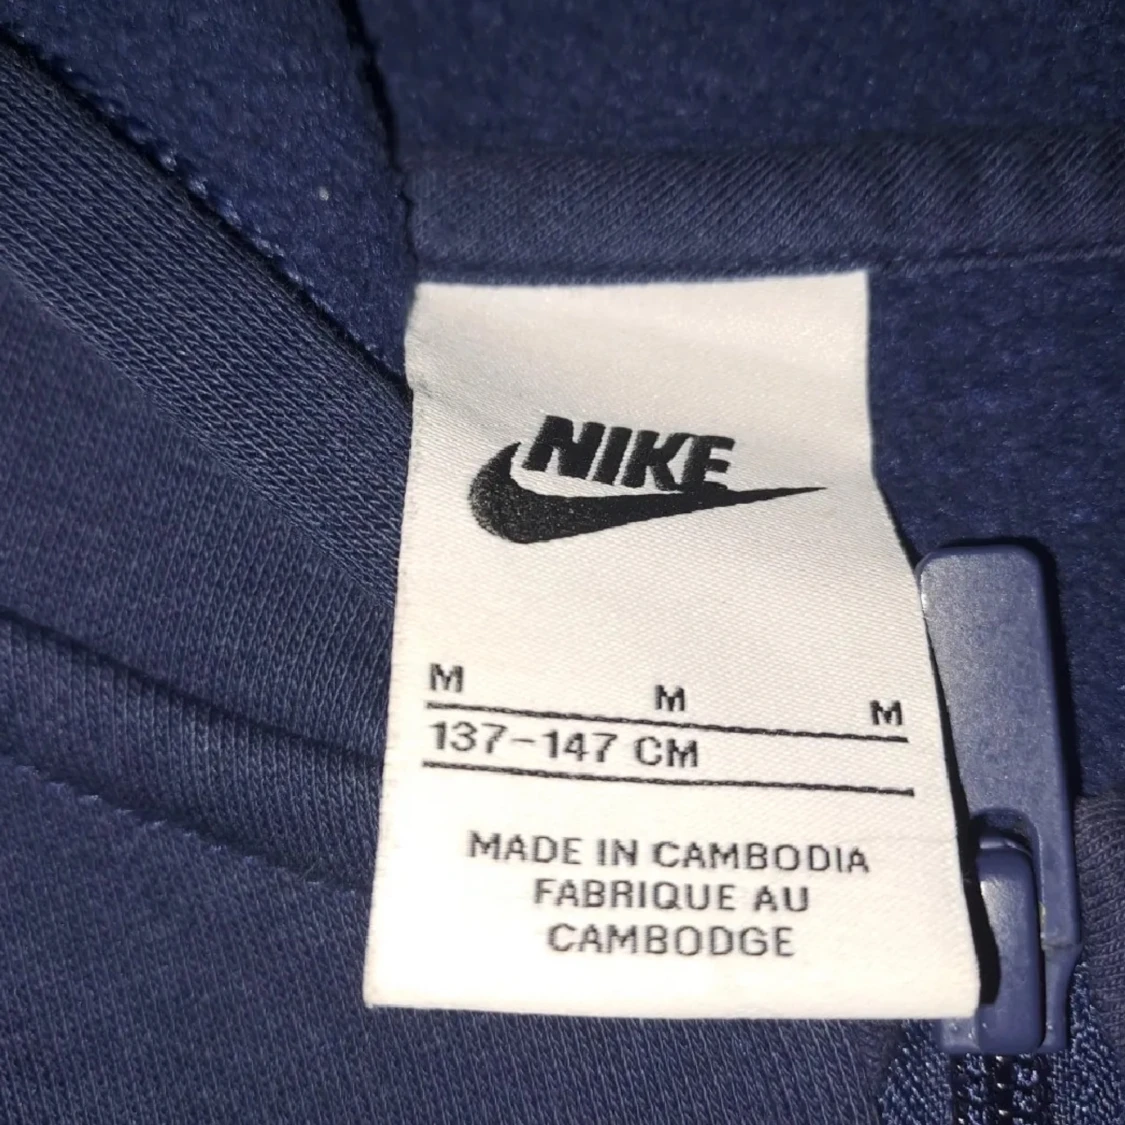 NIKE
M M M
137-147 CM
MADE IN CAMBODIA
FABRIQUE AU
CAMBODGE